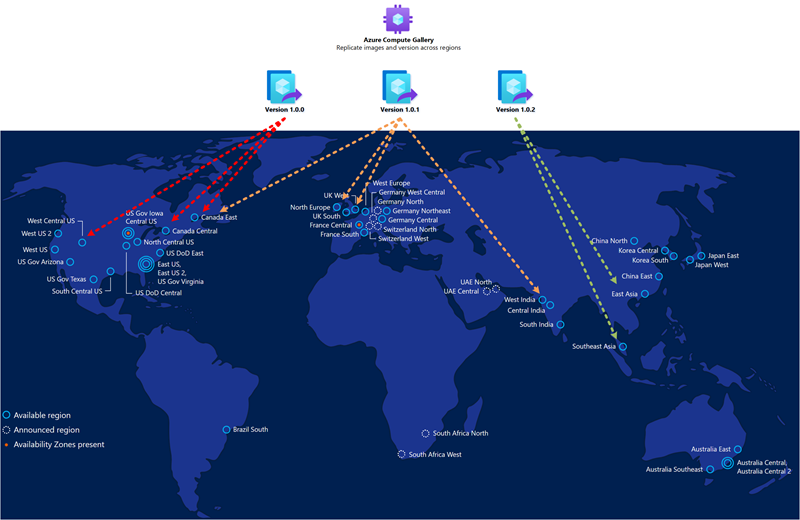 Azure Compute Gallery
Replicate images and version across regions
Version 1.0.0
Version 1.0.1
Version 1.0.2
West Central US
West US 2
West US
US Gov Arizona
US Gov Texas
South Central US
US Gov Iowa
Central US
Canada East
Canada Central
North Central US
US DoD East
East US,
East US 2,
US Gov Virginia
US DoD Central
UK West
North Europe
UK South
France Central
France South
West Europe
Germany West Central
Germany North
Germany Northeast
Germany Central
Switzerland North
Switzerland West
UAE North
UAE Central
West India
Central India
South India
China North
Korea Central
Korea South
Japan East
Japan West
China East
East Asia
Southeast Asia
Brazil South
South Africa North
South Africa West
Australia East
Australia Southeast
Australia Central,
Australia Central 2
Available region
Announced region
Availability Zones present